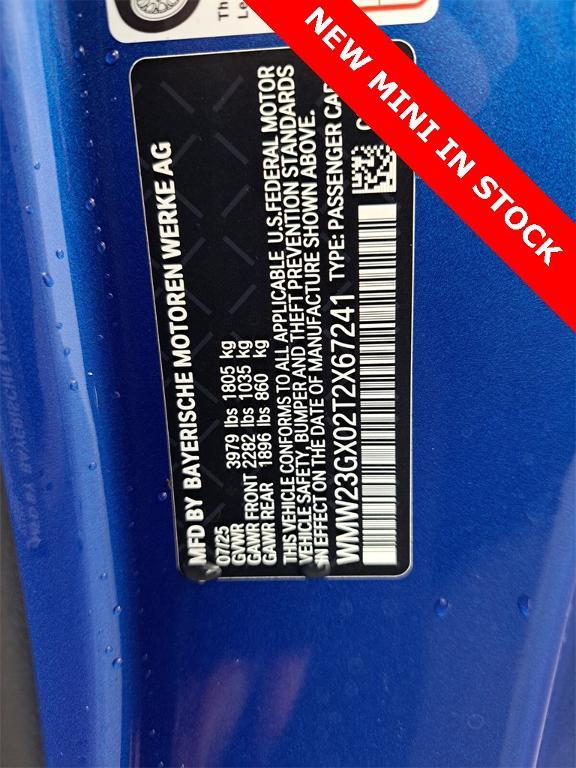 Th
Le
NEW MINI IN STOCK
MFD BY BAYERISCHE MOTOREN WERKE AG
07/25
GVWR 3979 lbs 1805 kg
GAWR FRONT 2282 lbs 1035 kg
GAWR REAR 1896 lbs 860 kg
THIS VEHICLE CONFORMS TO ALL APPLICABLE U.S.FEDERAL MOTOR
VEHICLE SAFETY, BUMPER AND THEFT PREVENTION STANDARDS
IN EFFECT ON THE DATE OF MANUFACTURE SHOWN ABOVE.
WMW23GX02T2X67241 TYPE: PASSENGER CAR